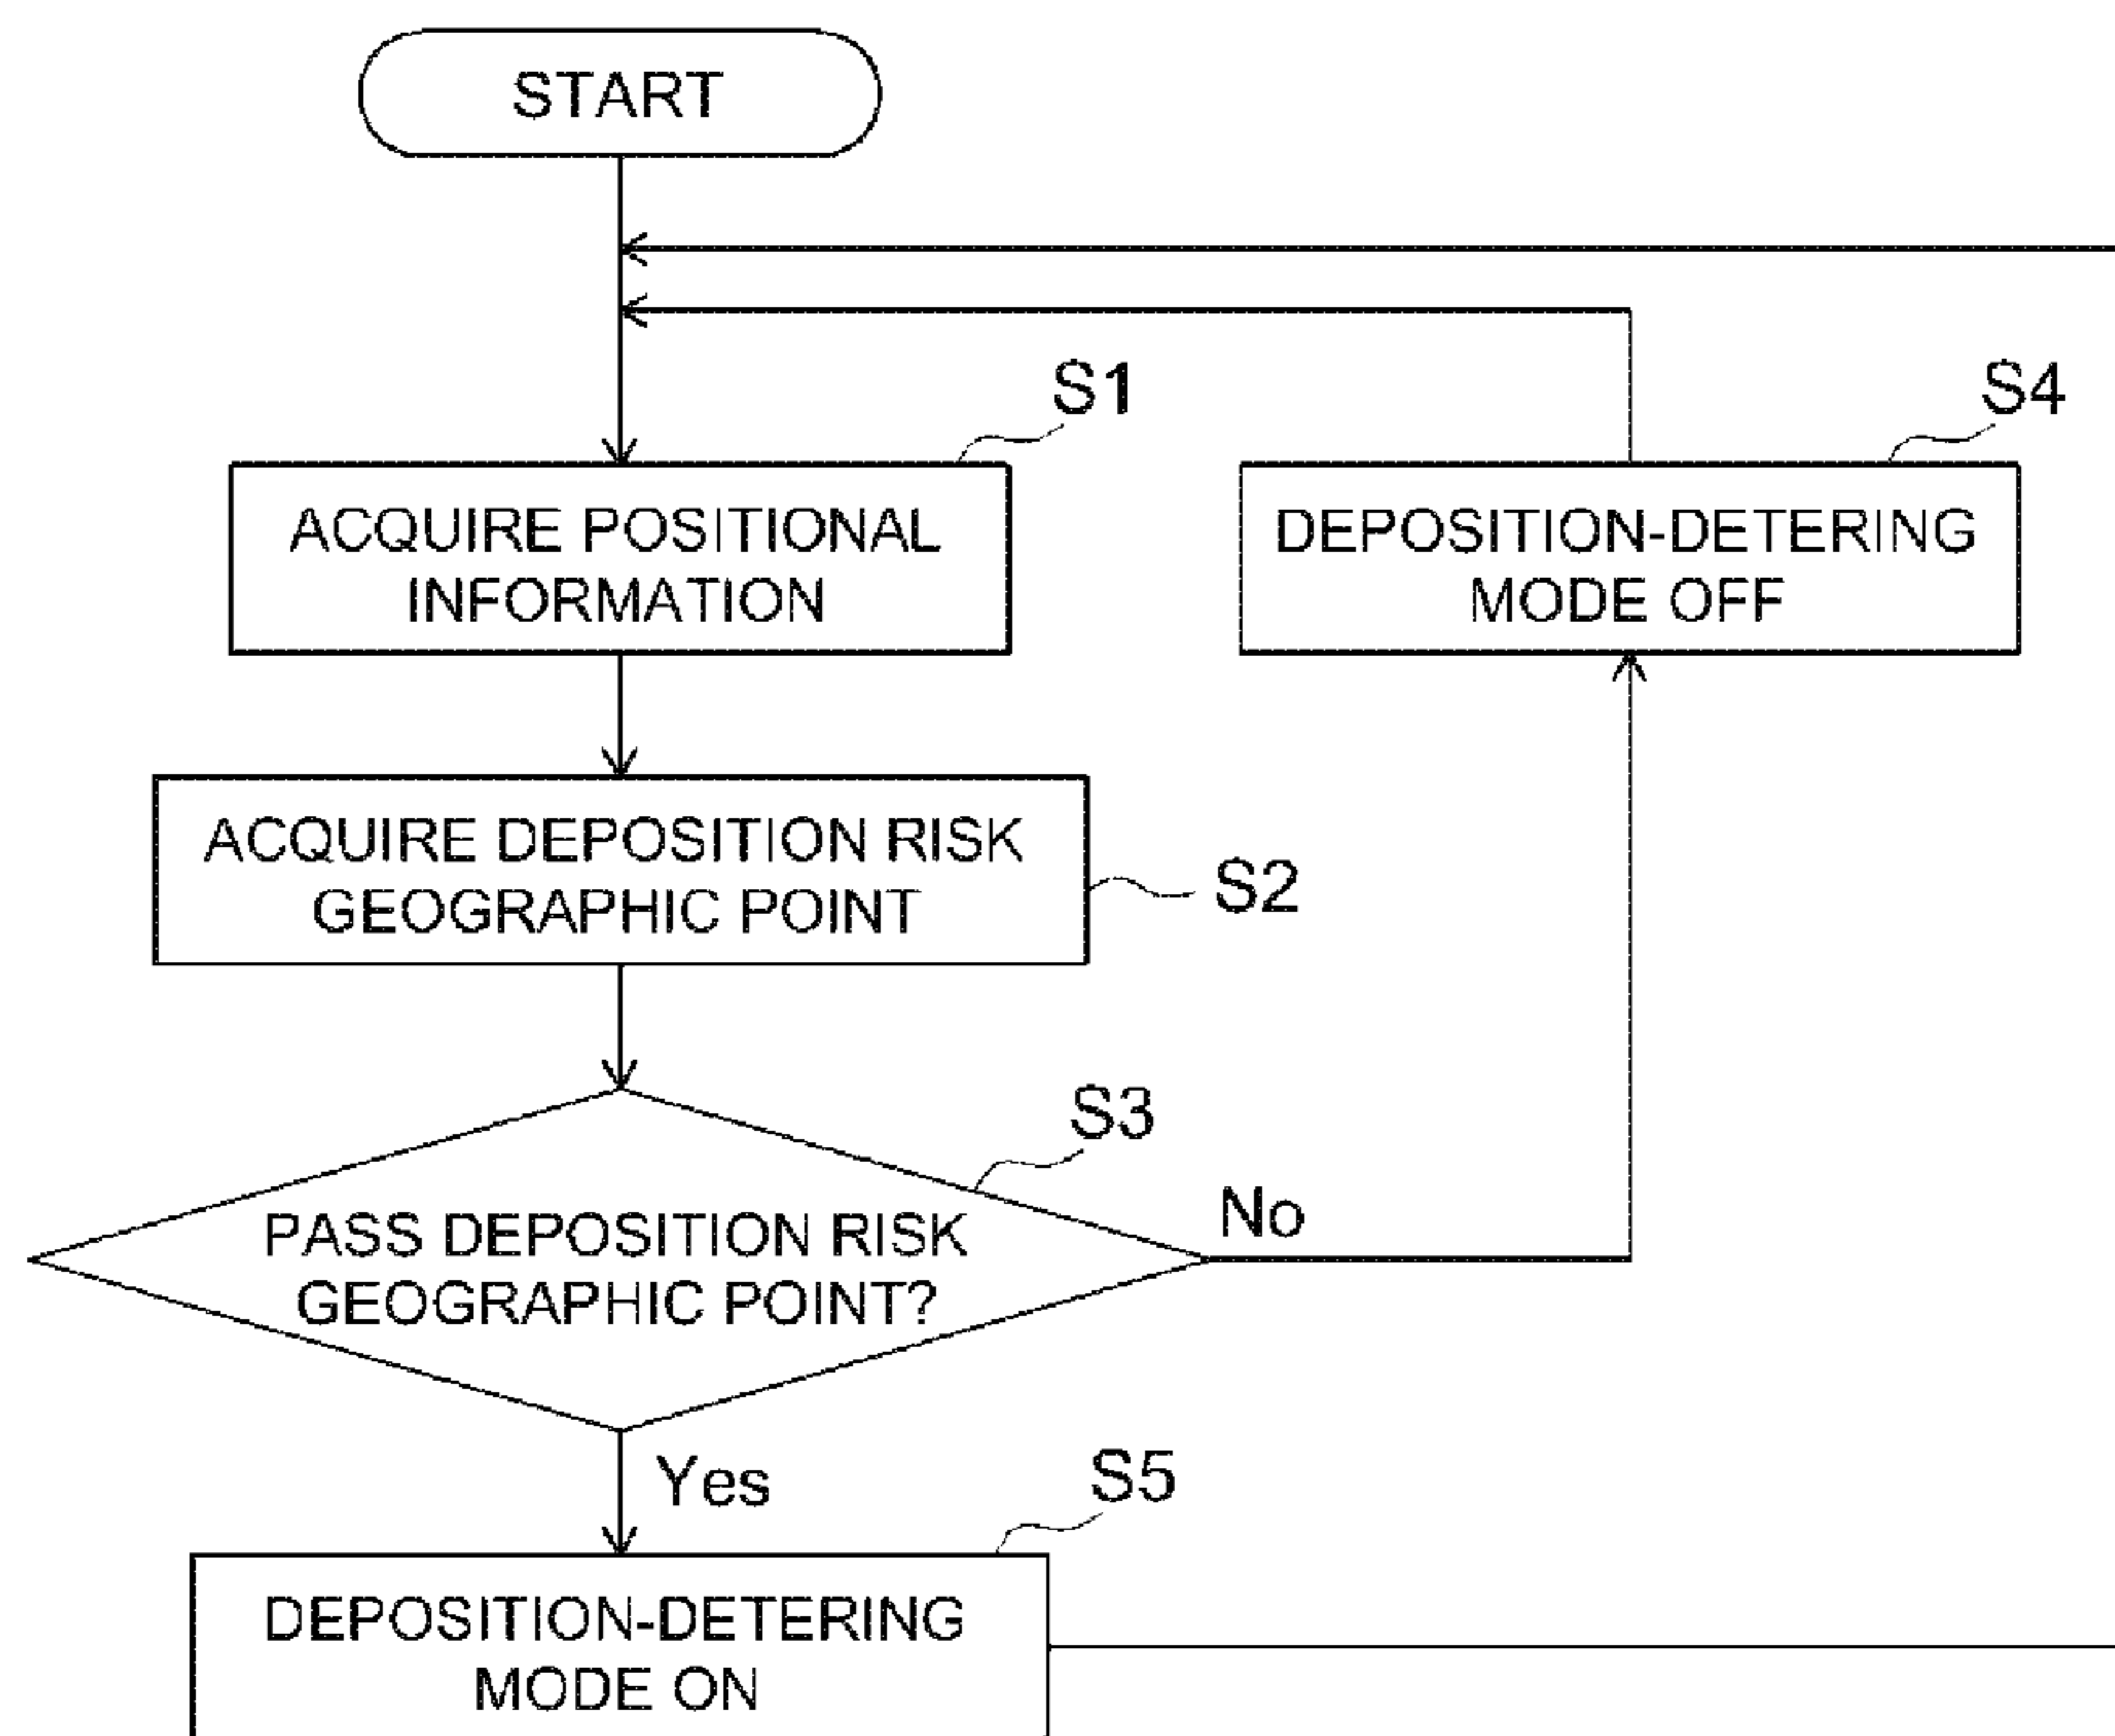 START
S1
ACQUIRE POSITIONAL
INFORMATION
S4
DEPOSITION-DETERING
MODE OFF
ACQUIRE DEPOSITION RISK
GEOGRAPHIC POINT
S2
S3
PASS DEPOSITION RISK
GEOGRAPHIC POINT?
No
Yes
S5
DEPOSITION-DETERING
MODE ON